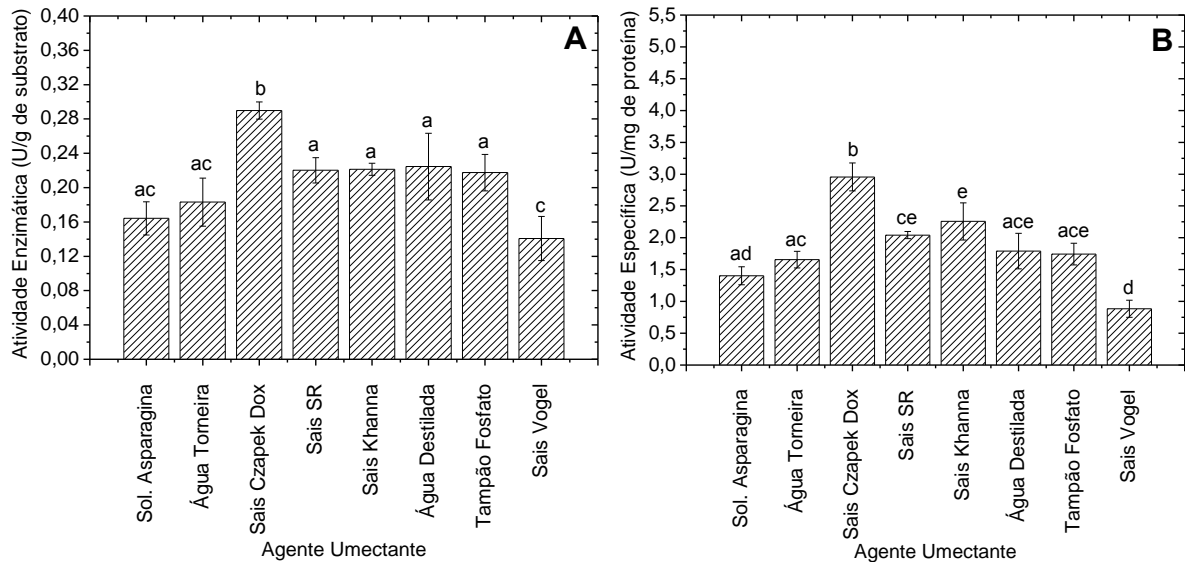 A
Atividade Enzimática (U/g de substrato)
0,40
0,36
0,32
0,28
0,24
0,20
0,16
0,12
0,08
0,04
0,00
ac
ac
b
a
a
a
a
c
Sol. Asparagina
Água Torneira
Sais Czapek Dox
Sais SR
Sais Khanna
Água Destilada
Tampão Fosfato
Sais Vogel
Agente Umectante
B
Atividade Específica (U/mg de proteína)
5,5
5,0
4,5
4,0
3,5
3,0
2,5
2,0
1,5
1,0
0,5
0,0
ad
ac
b
ce
e
ace
ace
d
Sol. Asparagina
Água Torneira
Sais Czapek Dox
Sais SR
Sais Khanna
Água Destilada
Tampão Fosfato
Sais Vogel
Agente Umectante